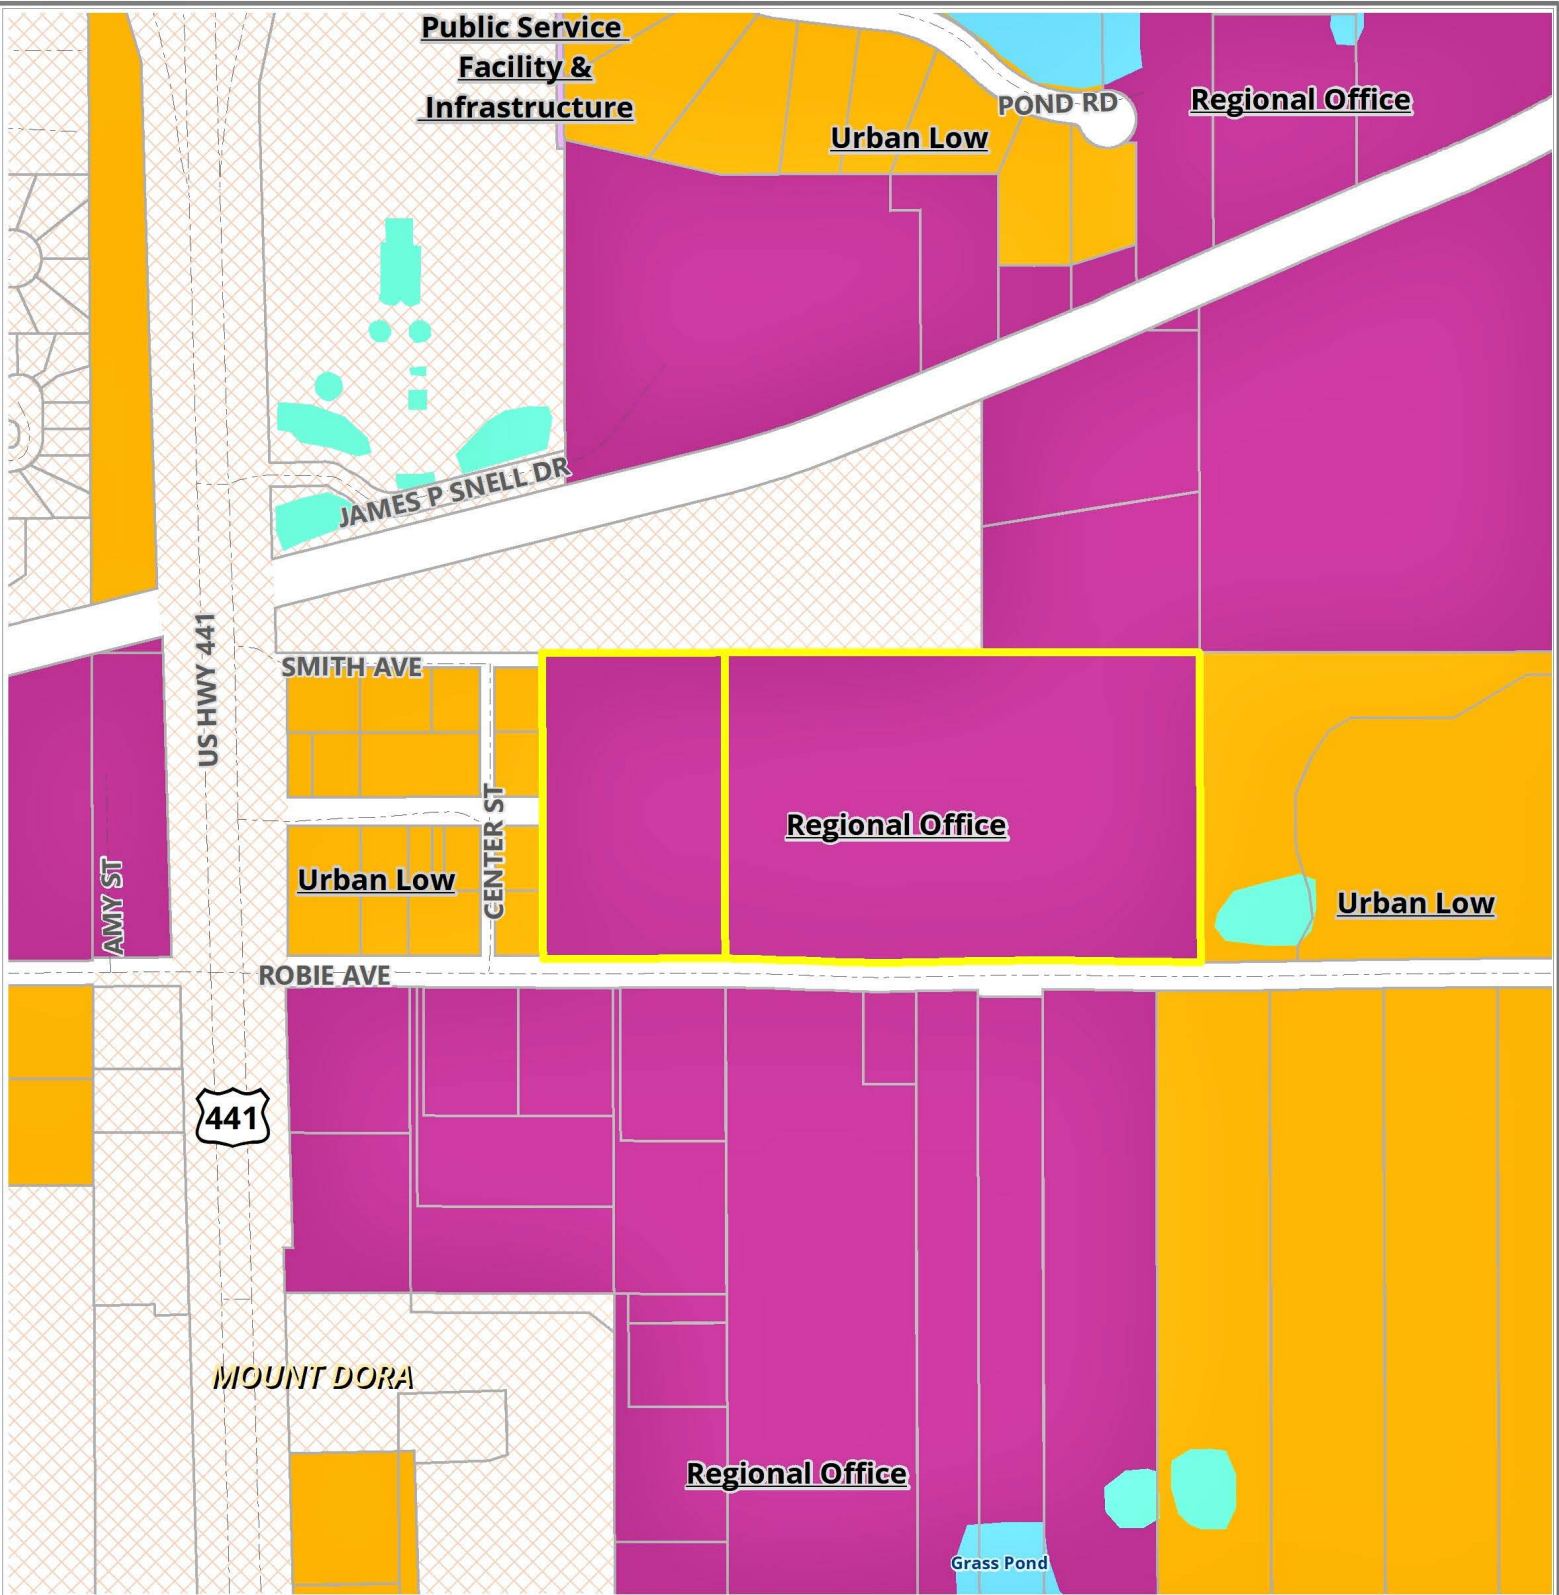 Public Service
Facility &
Infrastructure
POND RD
Regional Office
Urban Low
JAMES P SNELL DR
US HWY 441
SMITH AVE
CENTER ST
Regional Office
AMY ST
Urban Low
Urban Low
ROBIE AVE
441
MOUNT DORA
Regional Office
Grass Pond